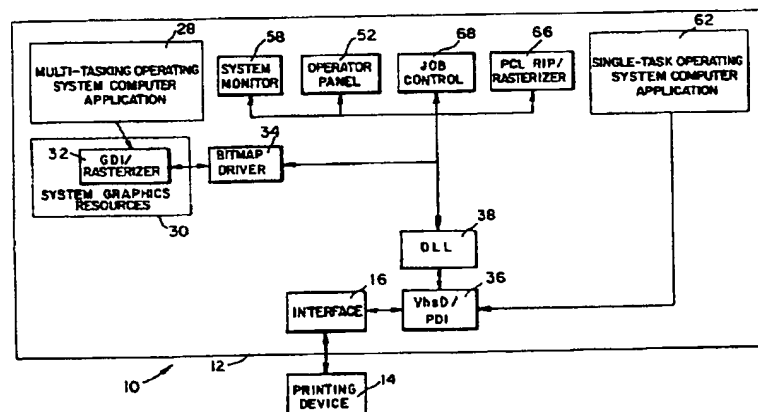 28
58
52
68
66
62
MULTI-TASKING OPERATING
SYSTEM COMPUTER
APPLICATION
SYSTEM
MONITOR
OPERATOR
PANEL
JOB
CONTROL
PCL RIP/
RASTERIZER
SINGLE-TASK OPERATING
SYSTEM COMPUTER
APPLICATION
32
GDI/
RASTERIZER
SYSTEM GRAPHICS
RESOURCES
30
34
BITMAP
DRIVER
38
DLL
16
36
INTERFACE
VhsD/
PDI
10
12
PRINTING
DEVICE
14